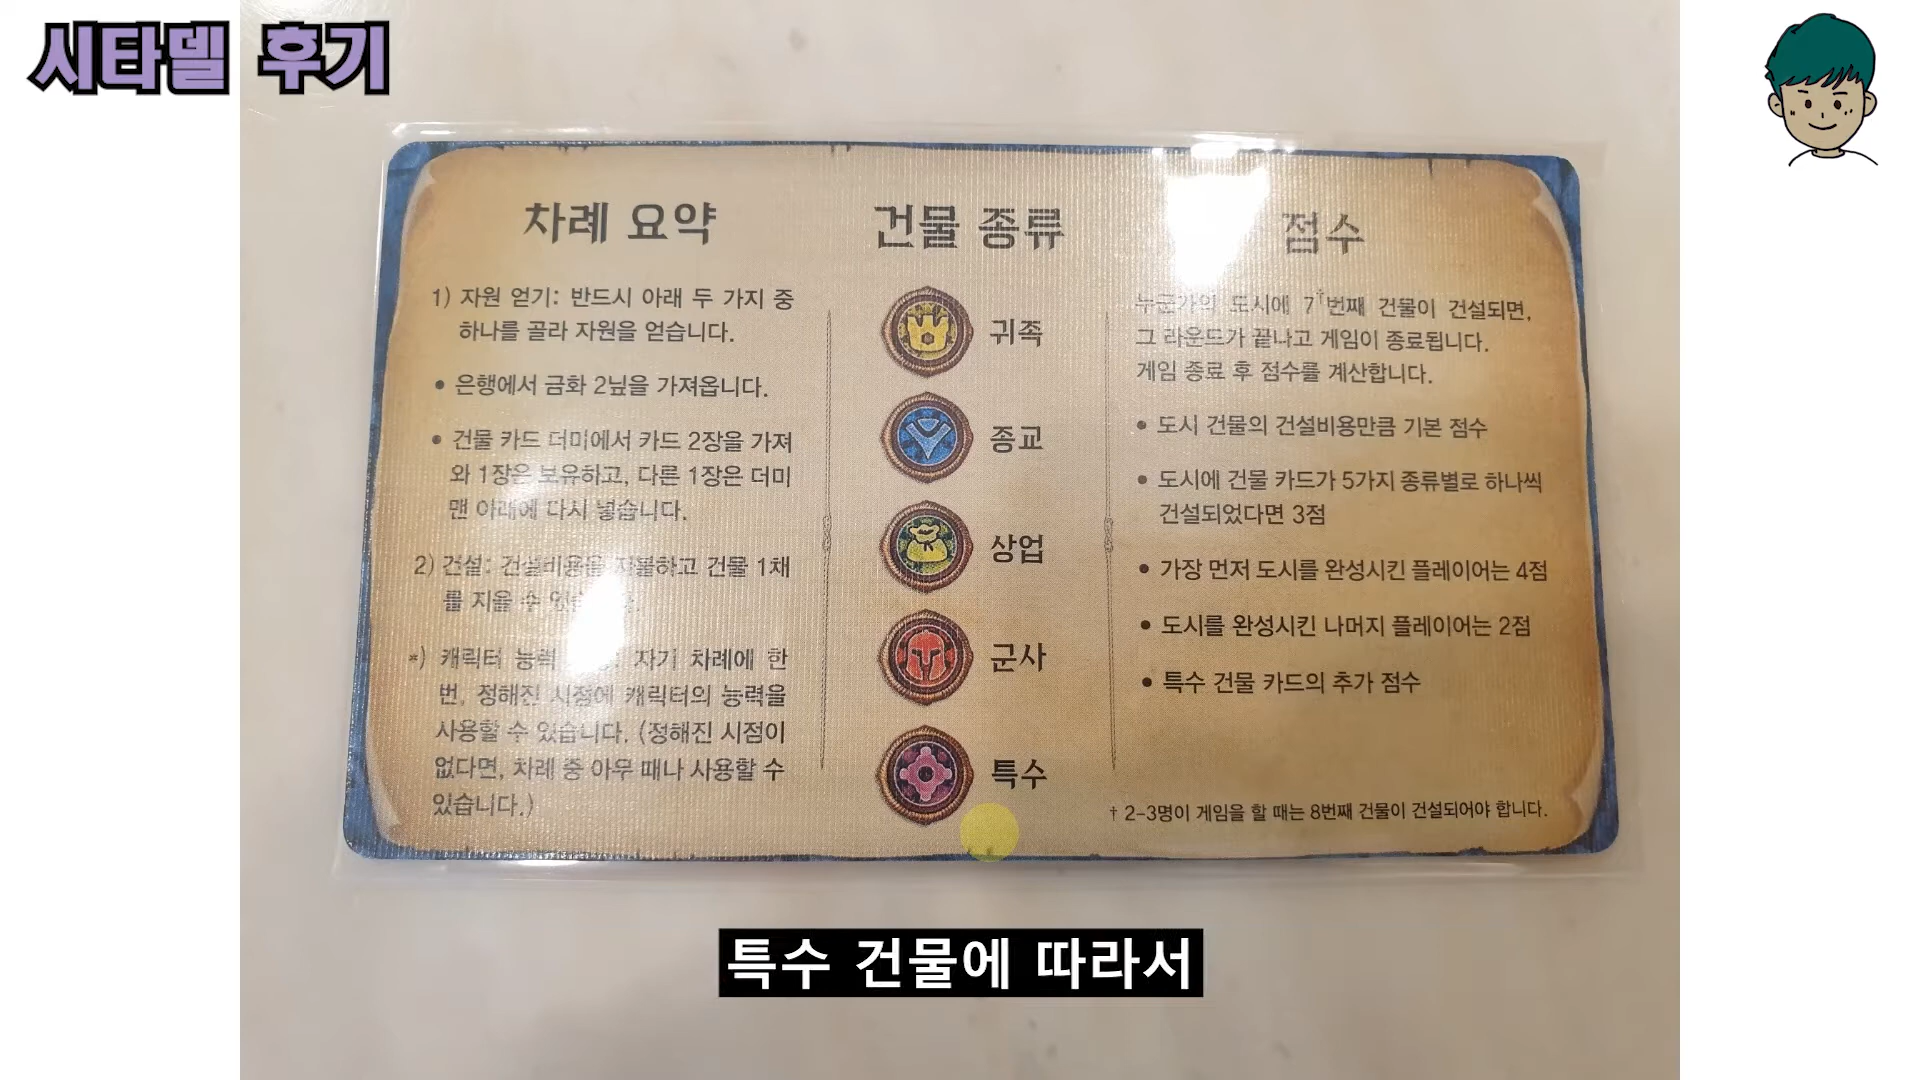 시타델 후기
차례 요약
1) 자원 얻기: 반드시 아래 두 가지 중
하나를 골라 자원을 얻습니다.
• 은행에서 금화 2닢을 가져옵니다.
• 건물 카드 더미에서 카드 2장을 가져
와 1장은 보유하고, 다른 1장은 더미
맨 아래에 다시 넣습니다.
2) 건설: 건설비용을 지불하고 건물 1채
를 지을 수
*) 캐릭터 능력 자기 차례에 한
번, 정해진 시점에 캐릭터의 능력을
사용할 수 있습니다. (정해진 시점이
없다면, 차례 중 아무 때나 사용할 수
있습니다.)
건물 종류
귀족
종교
상업
군사
특수
점수
누군가의 도시에 7†번째 건물이 건설되면,
그 라운드가 끝나고 게임이 종료됩니다.
게임 종료 후 점수를 계산합니다.
• 도시 건물의 건설비용만큼 기본 점수
• 도시에 건물 카드가 5가지 종류별로 하나씩
건설되었다면 3점
• 가장 먼저 도시를 완성시킨 플레이어는 4점
• 도시를 완성시킨 나머지 플레이어는 2점
• 특수 건물 카드의 추가 점수
† 2-3명이 게임을 할 때는 8번째 건물이 건설되어야 합니다.
특수 건물에 따라서